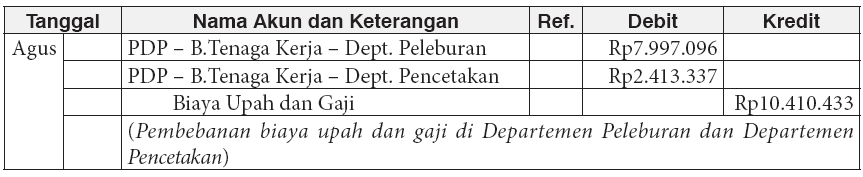 Tanggal Nama Akun dan Keterangan Ref. Debit Kredit
Agus PDP – B.Tenaga Kerja – Dept. Peleburan Rp7.997.096
PDP – B.Tenaga Kerja – Dept. Pencetakan Rp2.413.337
Biaya Upah dan Gaji Rp10.410.433
(Pembebanan biaya upah dan gaji di Departemen Peleburan dan Departemen
Pencetakan)